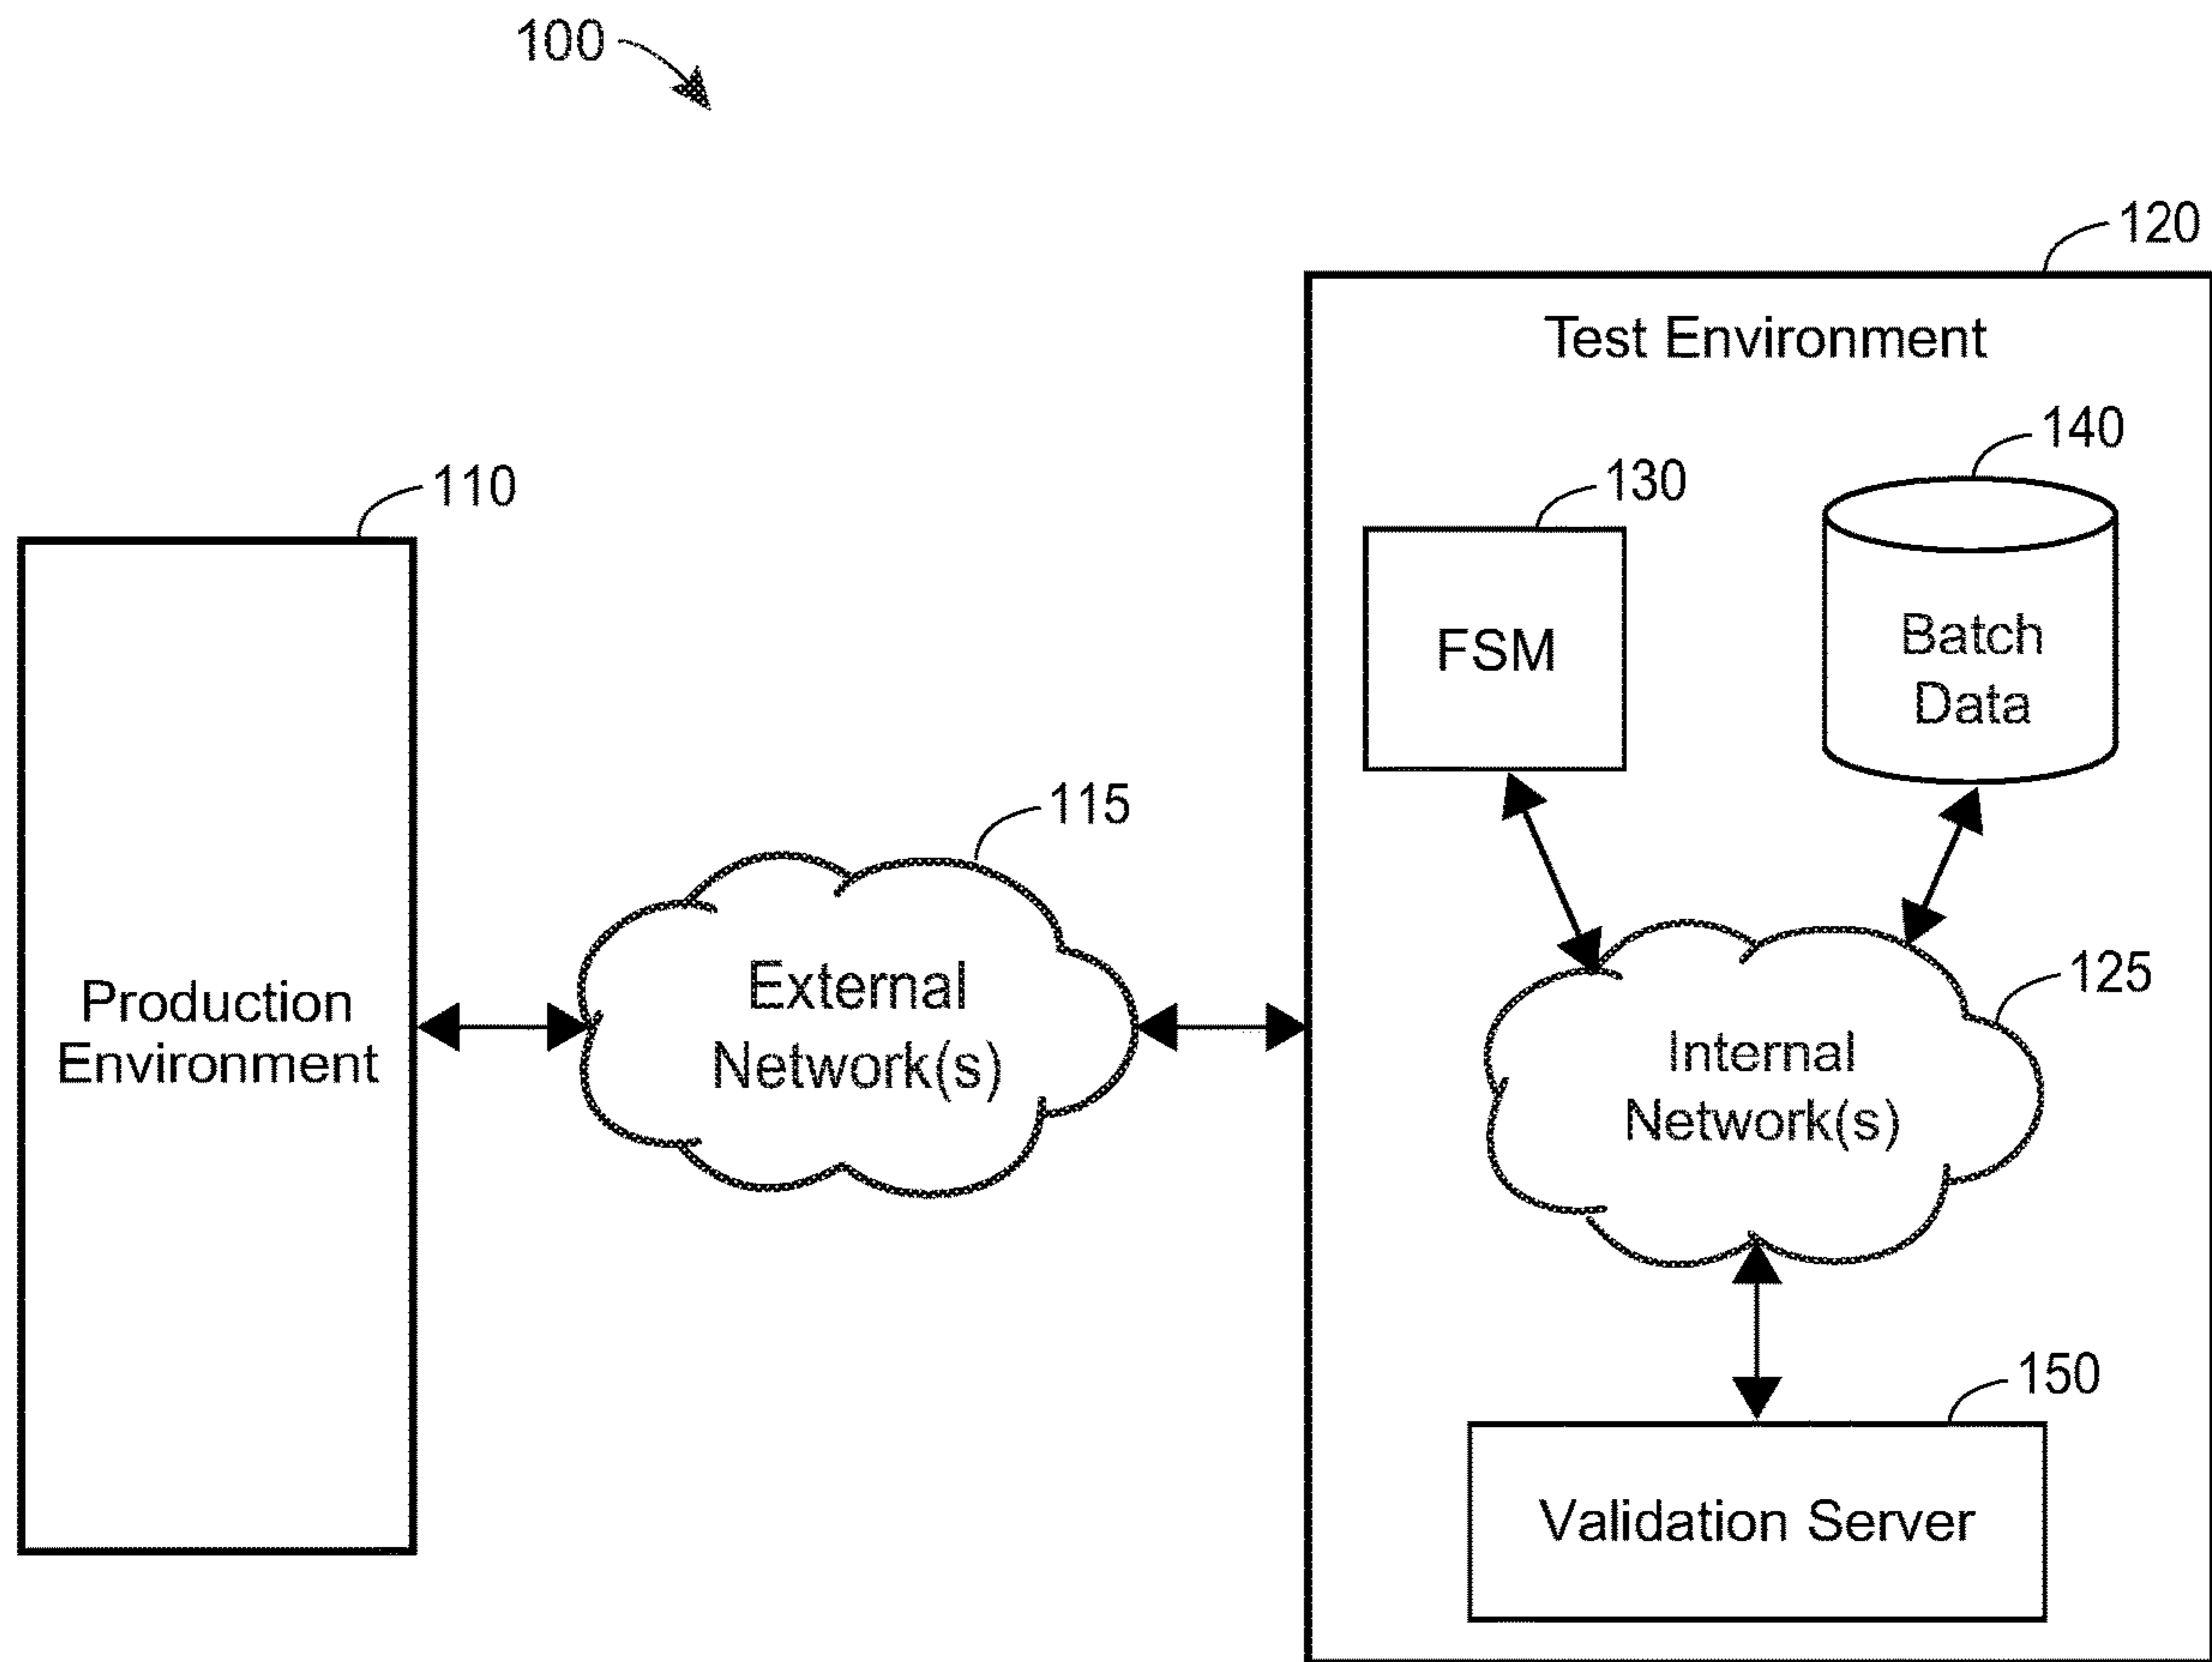 100
120
Test Environment
140
130
110
FSM
Batch
Data
115
125
Production
Environment
External
Network(s)
Internal
Network(s)
150
Validation Server